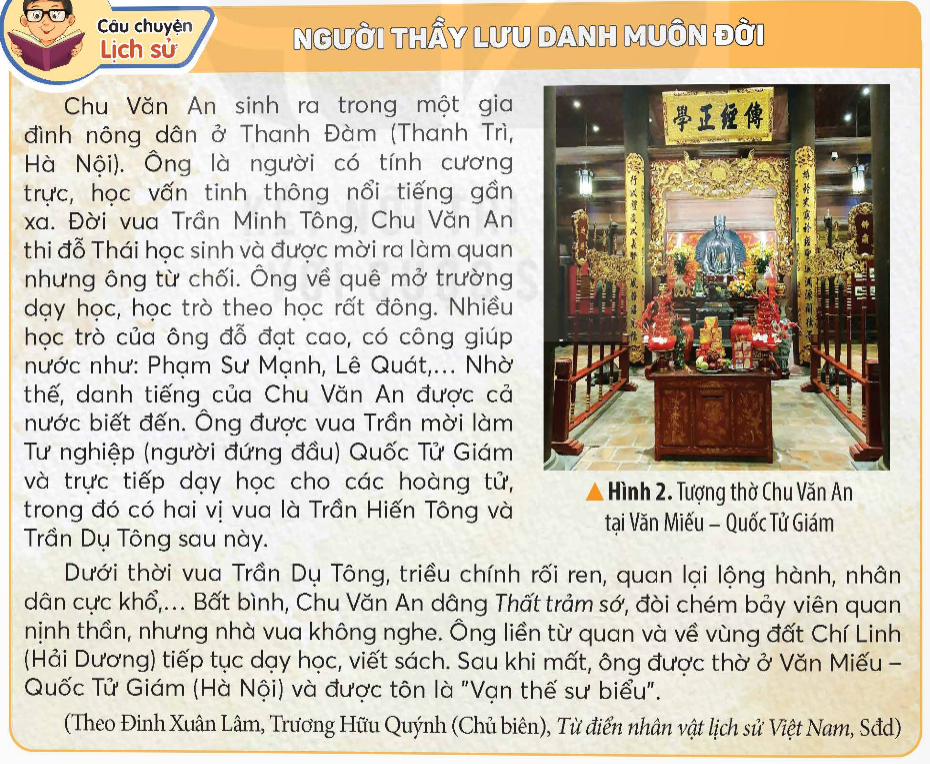 Câu chuyện
Lịch sử
NGƯỜI THẦY LƯU DANH MUÔN ĐỜI
Chu Văn An sinh ra trong một gia
đình nông dân ở Thanh Đàm (Thanh Trì,
Hà Nội). Ông là người có tính cương
trực, học vấn tinh thông nổi tiếng gần
xa. Đời vua Trần Minh Tông, Chu Văn An
thi đỗ Thái học sinh và được mời ra làm quan
nhưng ông từ chối. Ông về quê mở trường
dạy học, học trò theo học rất đông. Nhiều
học trò của ông đỗ đạt cao, có công giúp
nước như: Phạm Sư Mạnh, Lê Quát,... Nhờ
thế, danh tiếng của Chu Văn An được cả
nước biết đến. Ông được vua Trần mời làm
Tư nghiệp (người đứng đầu) Quốc Tử Giám
và trực tiếp dạy học cho các hoàng tử,
trong đó có hai vị vua là Trần Hiến Tông và
Trần Dụ Tông sau này.
傳經正學
▲ Hình 2. Tượng thờ Chu Văn An
tại Văn Miếu – Quốc Tử Giám
Dưới thời vua Trần Dụ Tông, triều chính rối ren, quan lại lộng hành, nhân
dân cực khổ,... Bất bình, Chu Văn An dâng Thất trảm sớ, đòi chém bảy viên quan
nịnh thần, nhưng nhà vua không nghe. Ông liền từ quan và về vùng đất Chí Linh
(Hải Dương) tiếp tục dạy học, viết sách. Sau khi mất, ông được thờ ở Văn Miếu –
Quốc Tử Giám (Hà Nội) và được tôn là "Vạn thế sư biểu".
(Theo Đinh Xuân Lâm, Trương Hữu Quýnh (Chủ biên), Từ điển nhân vật lịch sử Việt Nam, Sđd)